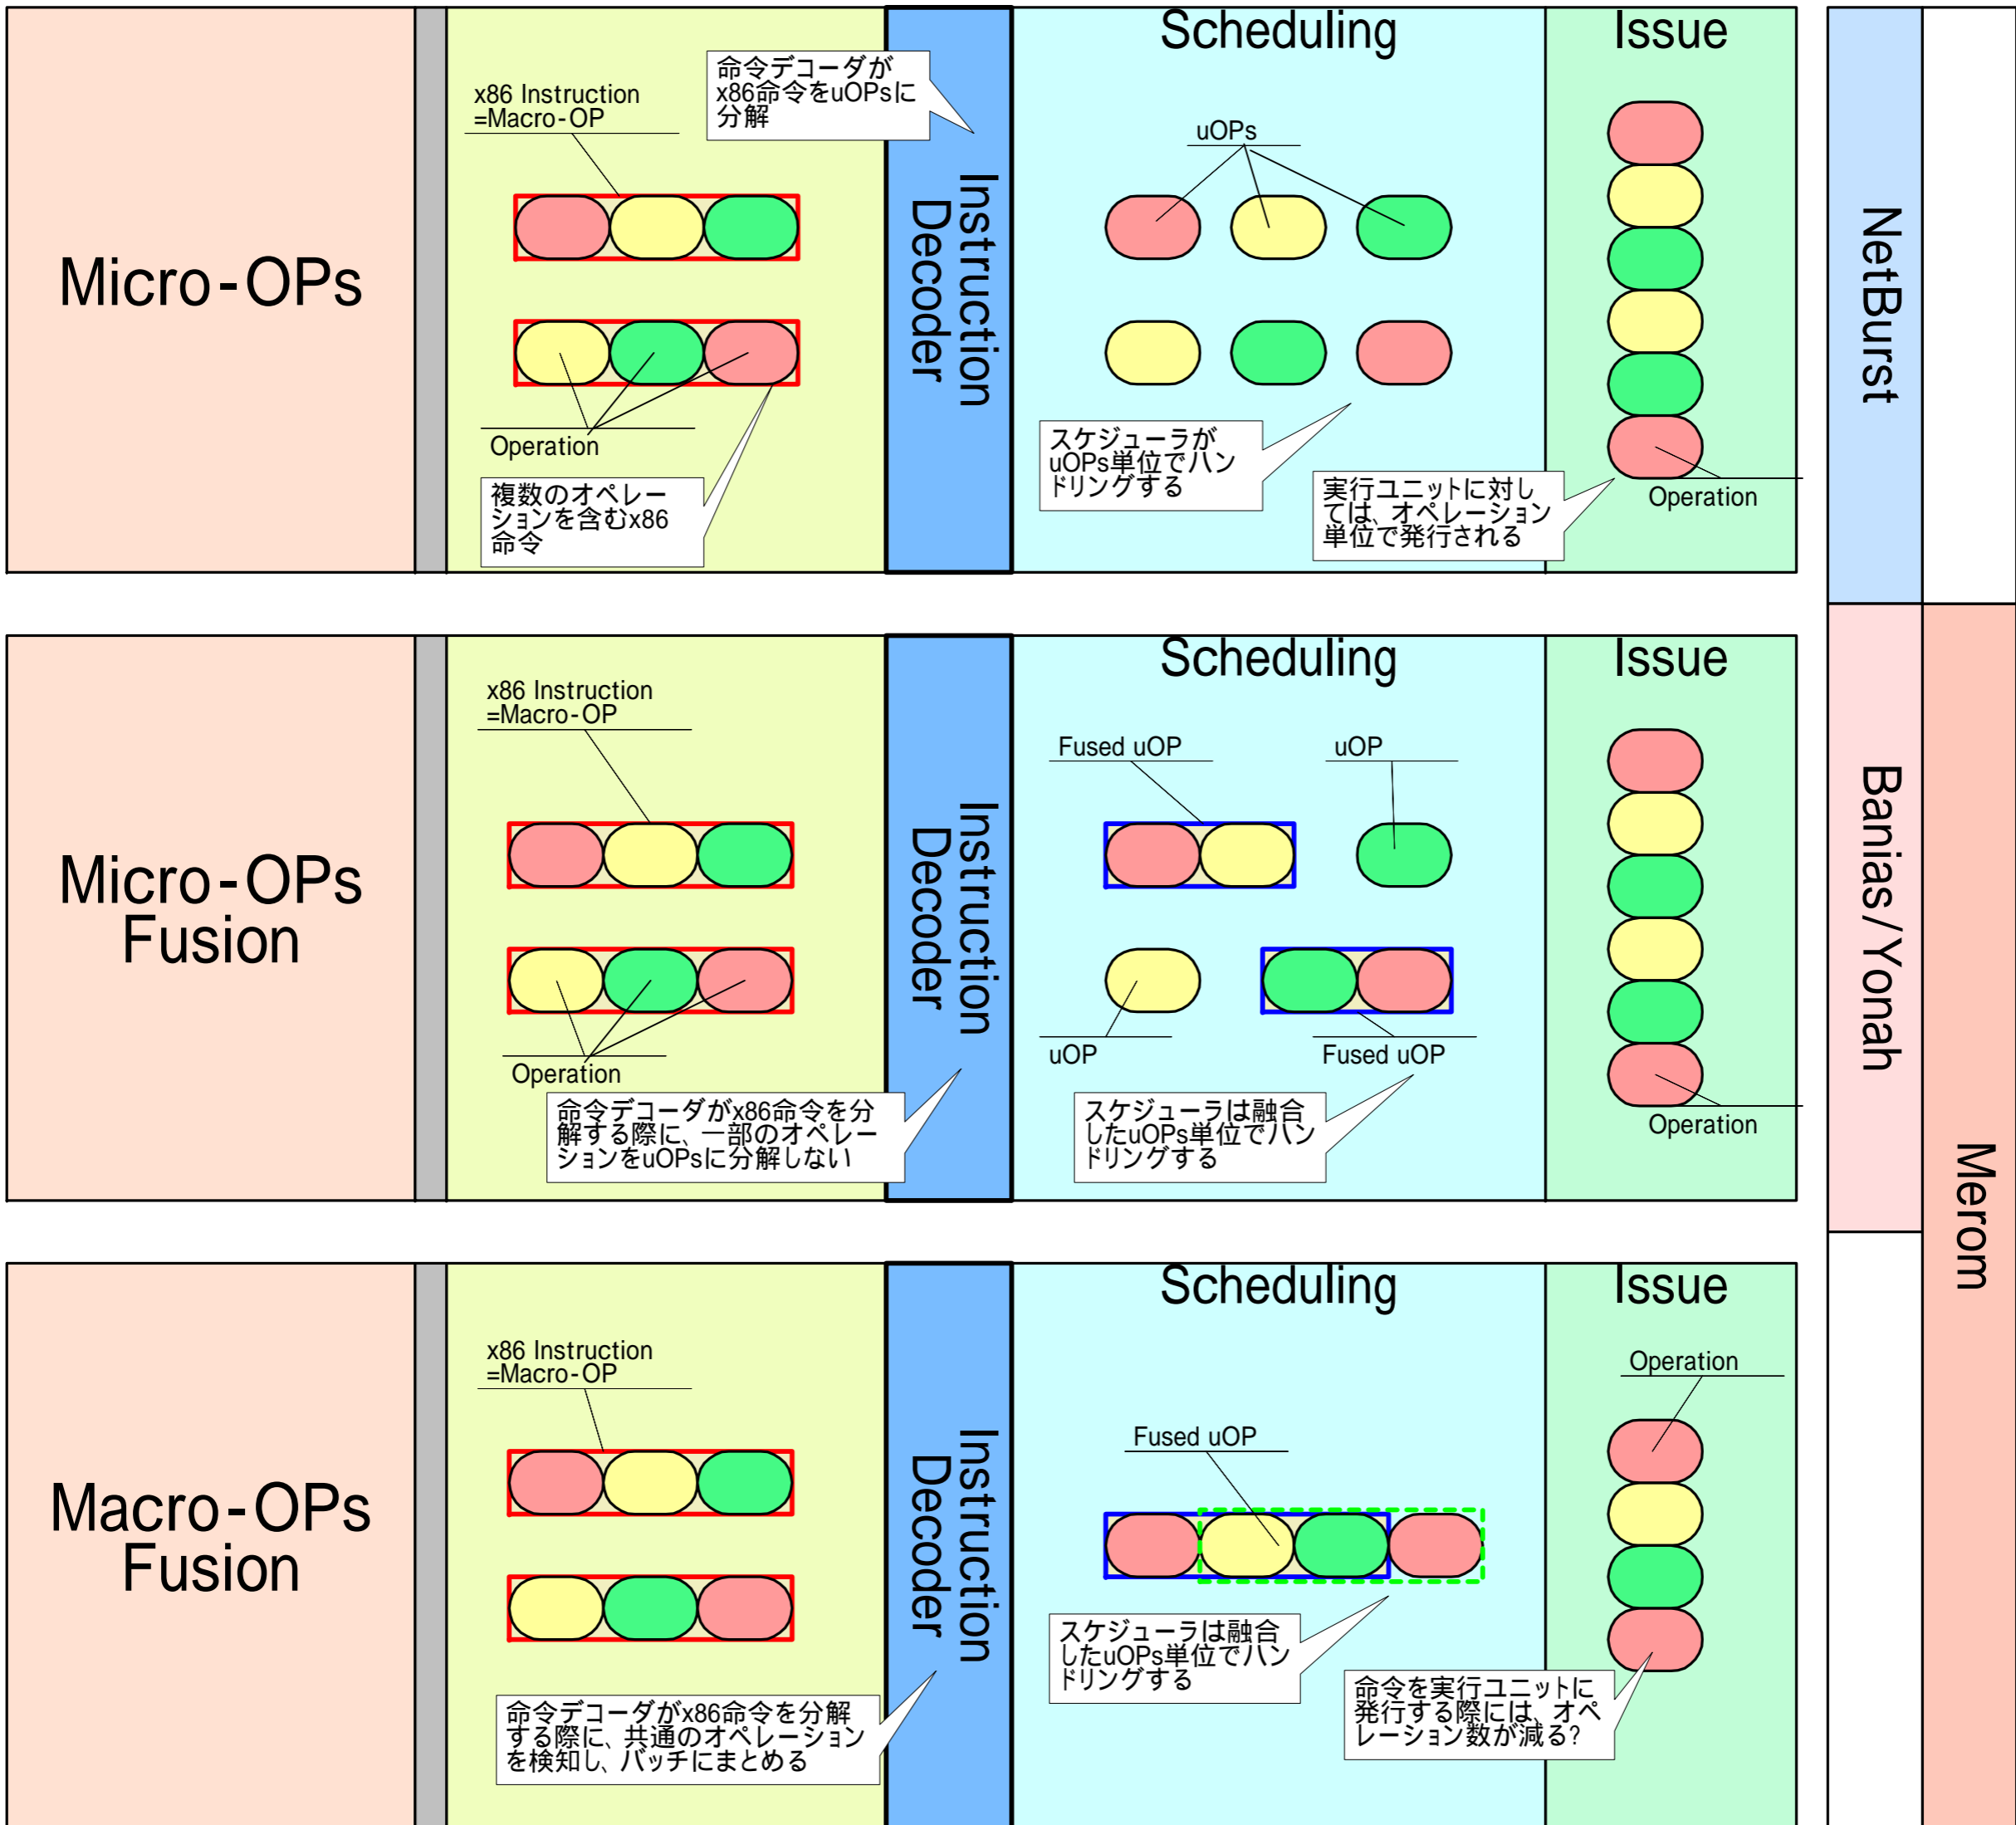 Micro-OPs
x86 Instruction
=Macro-OP
命令デコーダが
x86命令をuOPsに
分解
Operation
複数のオペレー
ションを含むx86
命令
Instruction
Decoder
Scheduling
uOPs
スケジューラが
uOPs単位でハン
ドリングする
Issue
実行ユニットに対し
ては、オペレーション
単位で発行される
Operation
NetBurst
Micro-OPs
Fusion
x86 Instruction
=Macro-OP
Operation
命令デコーダがx86命令を分
解する際に、一部のオペレー
ションをuOPsに分解しない
Instruction
Decoder
Scheduling
Fused uOP
uOP
uOP
Fused uOP
スケジューラは融合
したuOPs単位でハン
ドリングする
Issue
Operation
Banias/Yonah
Merom
Macro-OPs
Fusion
x86 Instruction
=Macro-OP
命令デコーダがx86命令を分解
する際に、共通のオペレーション
を検知し、バッチにまとめる
Instruction
Decoder
Scheduling
Fused uOP
スケジューラは融合
したuOPs単位でハン
ドリングする
Issue
Operation
命令を実行ユニットに
発行する際には、オペ
レーション数が減る?